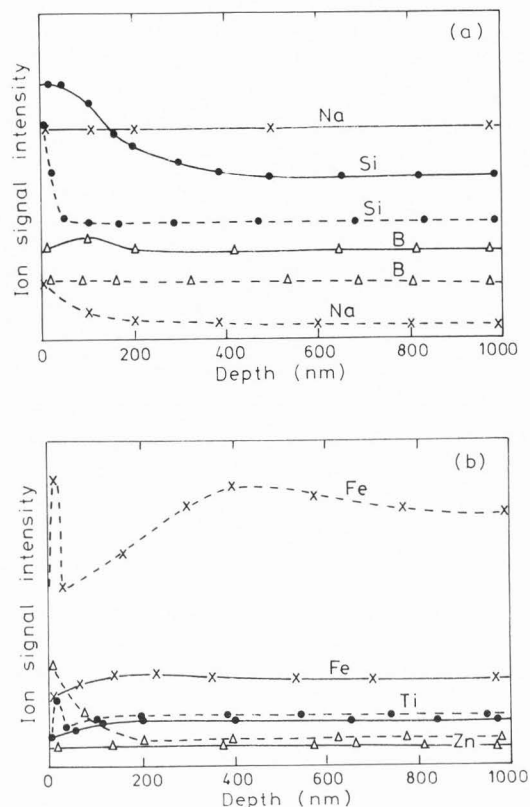 (a)
Ion signal intensity
Na
Si
Si
B
B
Na
0 200 400 600 800 1000
Depth (nm)
(b)
Ion signal intensity
Fe
Fe
Ti
Zn
0 200 400 600 800 1000
Depth (nm)